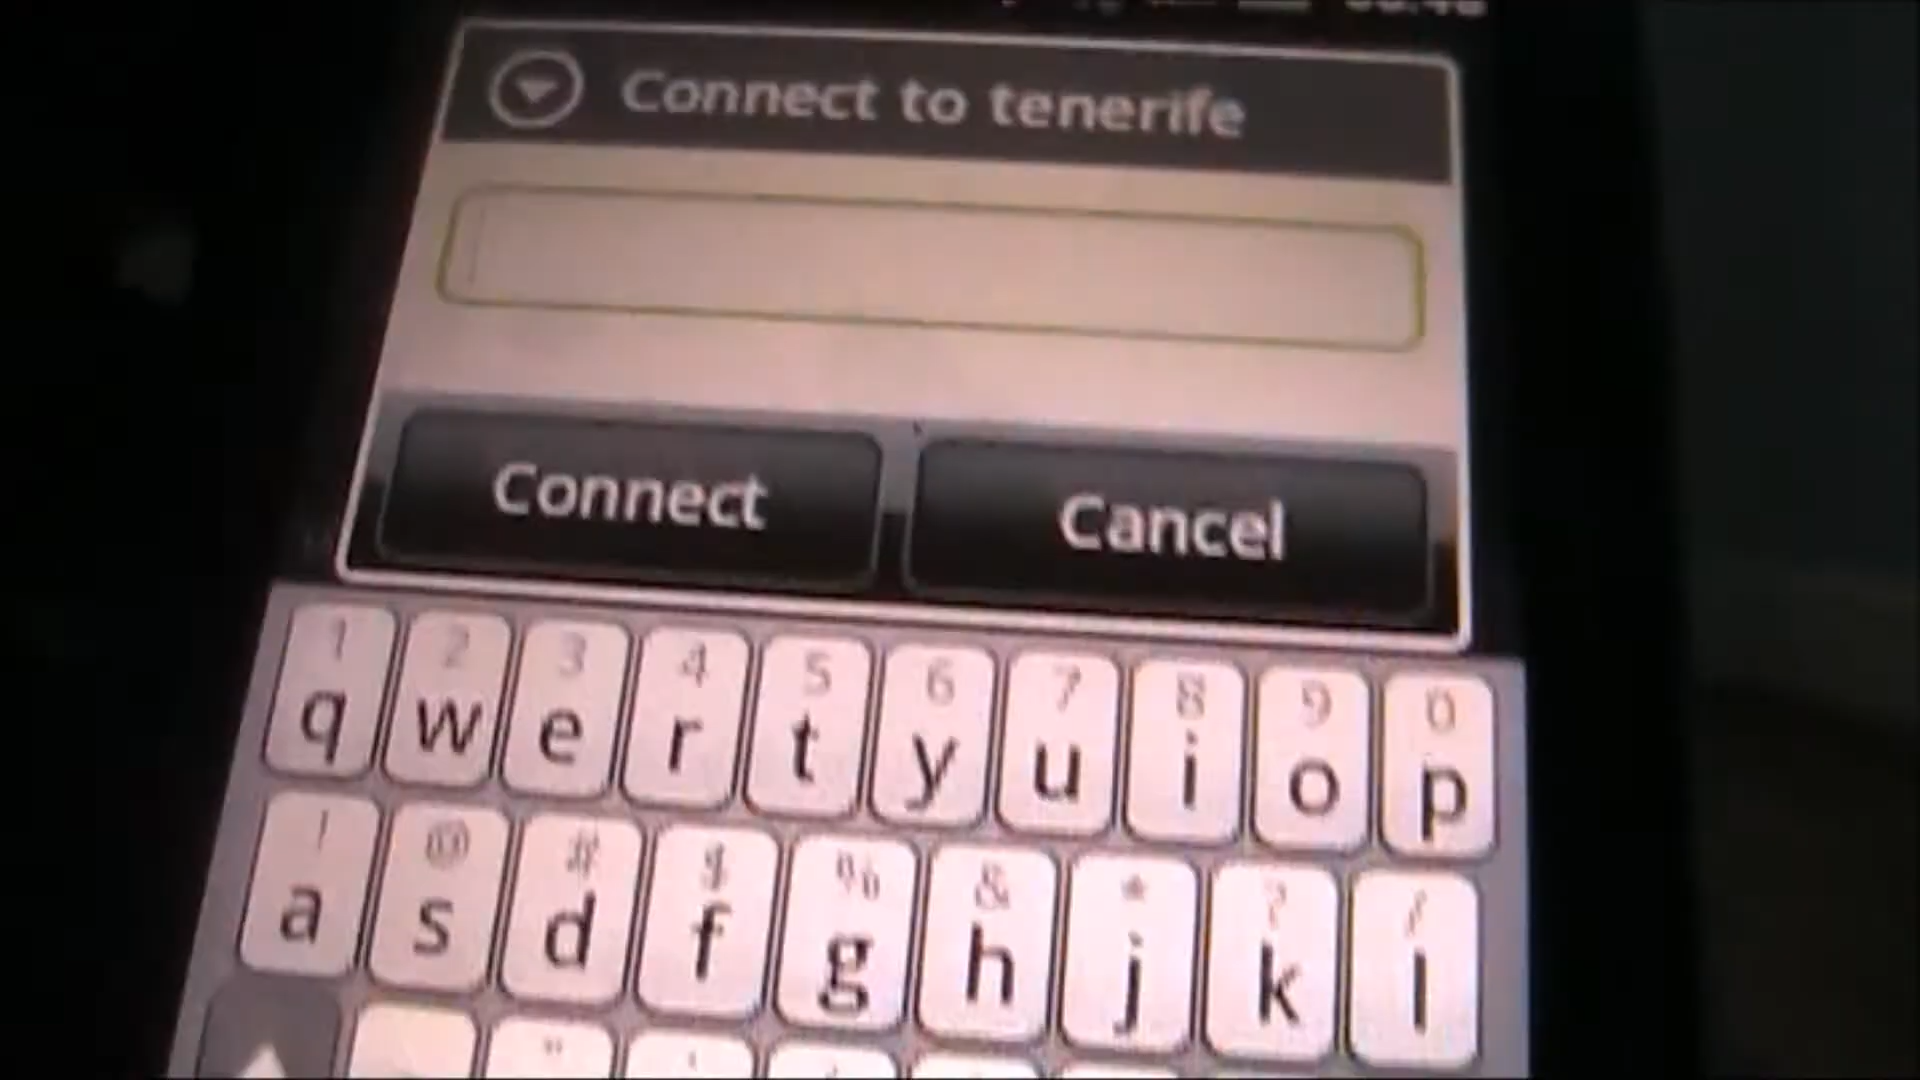 Connect to tenerife
Connect Cancel
1 2 3 4 5 6 7 8 9 0
q w e r t y u i o p
! @ # $ % & * ? /
a s d f g h j k l